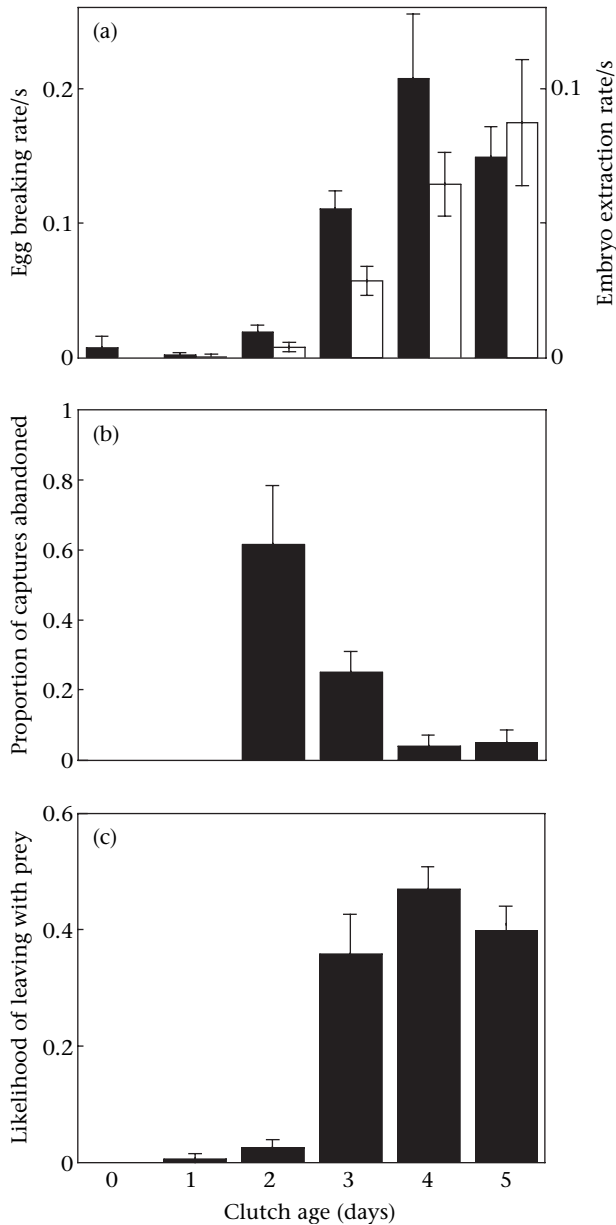 (a)
Egg breaking rate/s
0.2
0.1
0
0.1
0
Embryo extraction rate/s
(b)
Proportion of captures abandoned
1
0.8
0.6
0.4
0.2
0
(c)
Likelihood of leaving with prey
0.6
0.4
0.2
0
0 1 2 3 4 5
Clutch age (days)